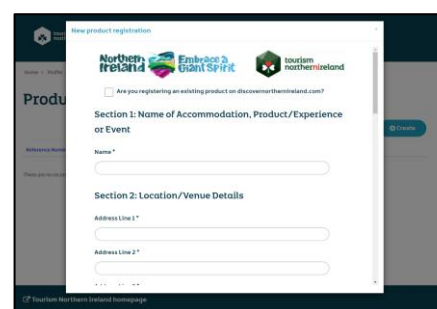 New product registration
Northern Ireland
Embrace a Giant Spirit
tourism
northernireland
Home > Profile
Are you registering an existing product on discovernorthernireland.com?
Produ
Section 1: Name of Accommodation, Product/Experience
or Event
Create
Name *
Section 2: Location/Venue Details
Address Line 1 *
Address Line 2 *
Tourism Northern Ireland homepage